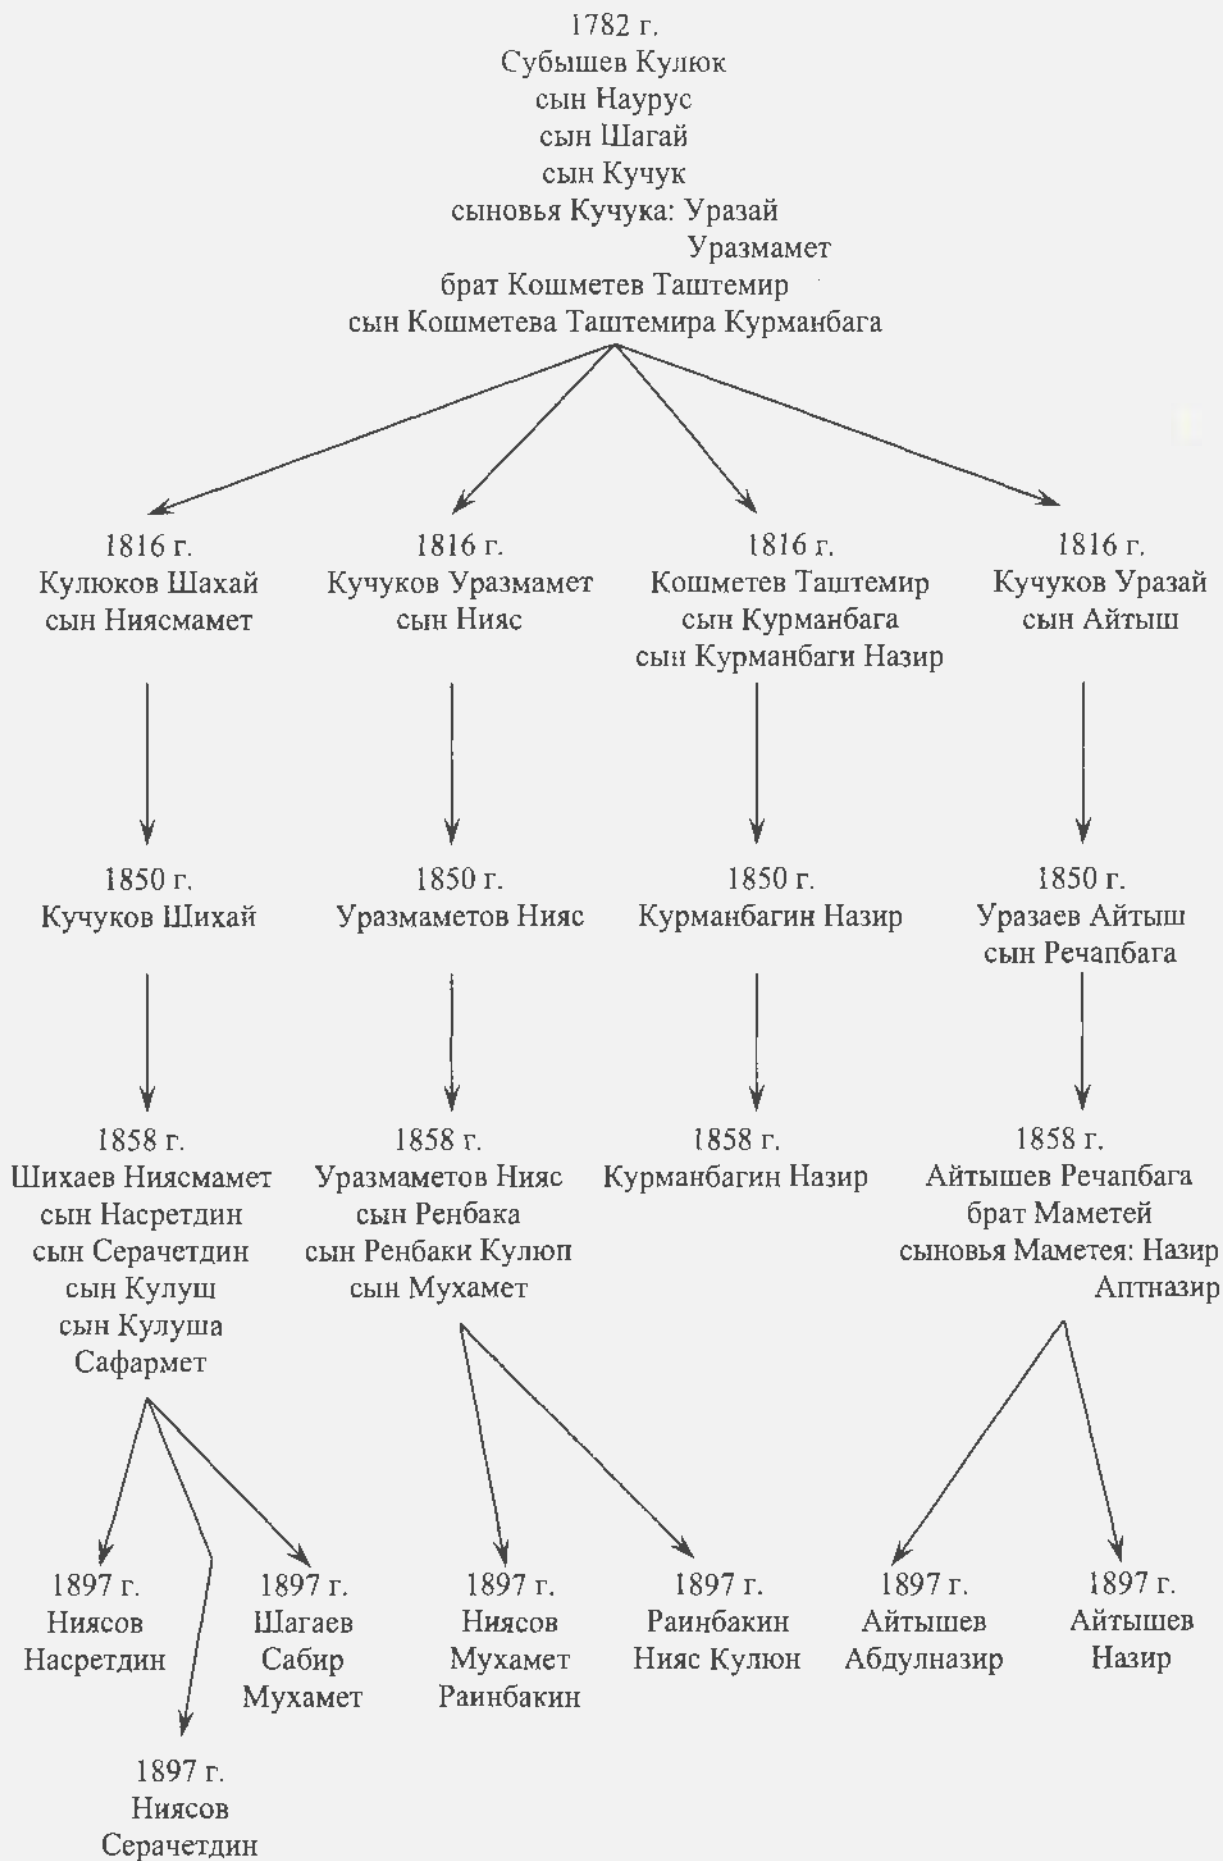 1782 г.
Субышев Кулюк
сын Наурус
сын Шагай
сын Кучук
сыновья Кучука: Уразай
Уразмамет
брат Кошметев Таштемир
сын Кошметева Таштемира Курманбага
1816 г.
Кулюков Шахай
сын Ниясмамет
1816 г.
Кучуков Уразмамет
сын Нияс
1816 г.
Кошметев Таштемир
сын Курманбага
сын Курманбаги Назир
1816 г.
Кучуков Уразай
сын Айтыш
1850 г.
Кучуков Шихай
1850 г.
Уразмаметов Нияс
1850 г.
Курманбагин Назир
1850 г.
Уразаев Айтыш
сын Речапбага
1858 г.
Шихаев Ниясмамет
сын Насретдин
сын Серачетдин
сын Кулуш
сын Кулуша
Сафармет
1858 г.
Уразмаметов Нияс
сын Ренбака
сын Ренбаки Кулюп
сын Мухамет
1858 г.
Курманбагин Назир
1858 г.
Айтышев Речапбага
брат Маметей
сыновья Маметея: Назир
Аптназир
1897 г.
Ниясов
Насретдин
1897 г.
Шагаев
Сабир
Мухамет
1897 г.
Ниясов
Мухамет
Раинбакин
1897 г.
Раинбакин
Нияс Кулюн
1897 г.
Айтышев
Абдулназир
1897 г.
Айтышев
Назир
1897 г.
Ниясов
Серачетдин